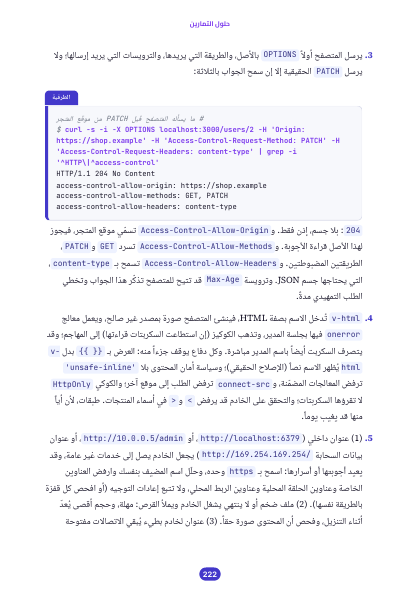 حلول التمارين
3. يرسل المتصفح أولاً OPTIONS بالأصل، والطريقة التي يريدها، والترويسات التي يريد إرسالها؛ ولا
يرسل PATCH الحقيقية إلا إن سمح الجواب بالثلاثة:
الطرفية
# ما يسأله المتصفح قبل PATCH من موقع المتجر
$ curl -s -i -X OPTIONS localhost:3000/users/2 -H 'Origin:
https://shop.example' -H 'Access-Control-Request-Method: PATCH' -H
'Access-Control-Request-Headers: content-type' | grep -i
'^HTTP\|^access-control'
HTTP/1.1 204 No Content
access-control-allow-origin: https://shop.example
access-control-allow-methods: GET, PATCH
access-control-allow-headers: content-type
204 : بلا جسم، إذن فقط. و Access-Control-Allow-Origin تسمّي موقع المتجر، فيجوز
لهذا الأصل قراءة الأجوبة. و Access-Control-Allow-Methods تسرد GET و PATCH ،
الطريقتين المضبوطتين. و Access-Control-Allow-Headers تسمح بـ content-type ،
التي يحتاجها جسم JSON. وترويسة Max-Age قد تتيح للمتصفح تذكّر هذا الجواب وتخطي
الطلب التمهيدي مدةً.
4. v-html تُدخل الاسم بصفة HTML، فينشئ المتصفح صورة بمصدر غير صالح، ويعمل معالج
onerror فيها بجلسة المدير، وتذهب الكوكيز (إن استطاعت السكربتات قراءتها) إلى المهاجم؛ وقد
يتصرف السكربت أيضاً باسم المدير مباشرة. وكل دفاع يوقف جزءاً منه: العرض بـ {{ }} بدل v-
html يُظهر الاسم نصاً (الإصلاح الحقيقي)؛ وسياسة أمان المحتوى بلا 'unsafe-inline'
ترفض المعالجات المضمّنة، و connect-src ترفض الطلب إلى موقع آخر؛ والكوكي HttpOnly
لا تقرؤها السكربتات؛ والتحقق على الخادم قد يرفض < و > في أسماء المنتجات. طبقات، لأن أياً
منها قد يغيب يوماً.
5. (1) عنوان داخلي ( http://localhost:6379 ، أو http://10.0.0.5/admin ، أو عنوان
بيانات السحابة http://169.254.169.254/ ) يجعل الخادم يصل إلى خدمات غير عامة، وقد
يعيد أجوبتها أو أسرارها: اسمح بـ https وحده، وحلّل اسم المضيف بنفسك وارفض العناوين
الخاصة وعناوين الحلقة المحلية وعناوين الربط المحلي، ولا تتبع إعادات التوجيه (أو افحص كل قفزة
بالطريقة نفسها). (2) ملف ضخم أو لا ينتهي يشغل الخادم ويملأ القرص: مهلة، وحجم أقصى يُعدّ
أثناء التنزيل، وفحص أن المحتوى صورة حقاً. (3) عنوان لخادم بطيء يُبقي الاتصالات مفتوحة
222